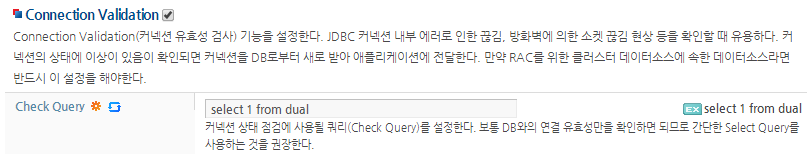 Connection Validation
Connection Validation(커넥션 유효성 검사) 기능을 설정한다. JDBC 커넥션 내부 에러로 인한 끊김, 방화벽에 의한 소켓 끊김 현상 등을 확인할 때 유용하다. 커
넥션의 상태에 이상이 있음이 확인되면 커넥션을 DB로부터 새로 받아 애플리케이션에 전달한다. 만약 RAC를 위한 클러스터 데이터소스에 속한 데이터소스라면
반드시 이 설정을 해야한다.
Check Query select 1 from dual EX select 1 from dual
커넥션 상태 점검에 사용될 쿼리(Check Query)를 설정한다. 보통 DB와의 연결 유효성만을 확인하면 되므로 간단한 Select Query를
사용하는 것을 권장한다.